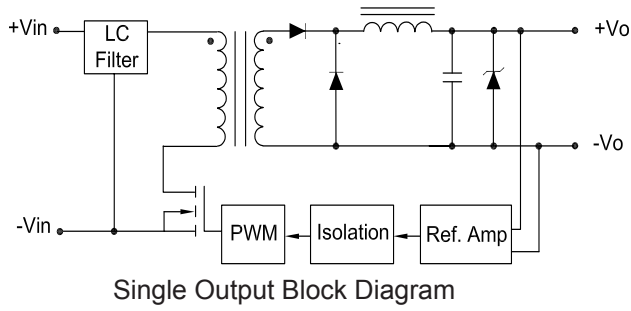 +Vin
LC
Filter
+Vo
-Vo
-Vin
PWM
Isolation
Ref. Amp
Single Output Block Diagram